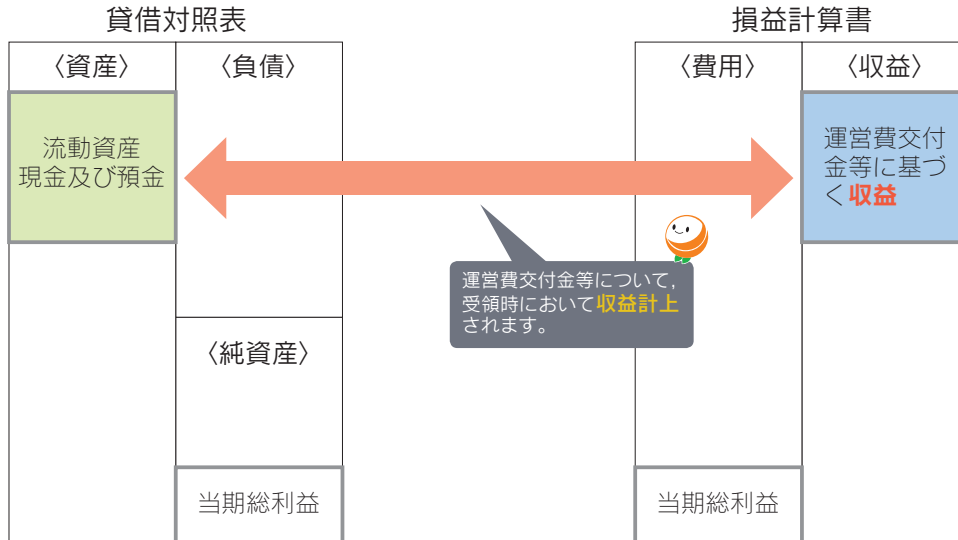 貸借対照表
〈資産〉
〈負債〉
流動資産
現金及び預金
〈純資産〉
当期総利益
運営費交付金等について,
受領時において収益計上
されます。
損益計算書
〈費用〉
〈収益〉
運営費交付
金等に基づ
く収益
当期総利益